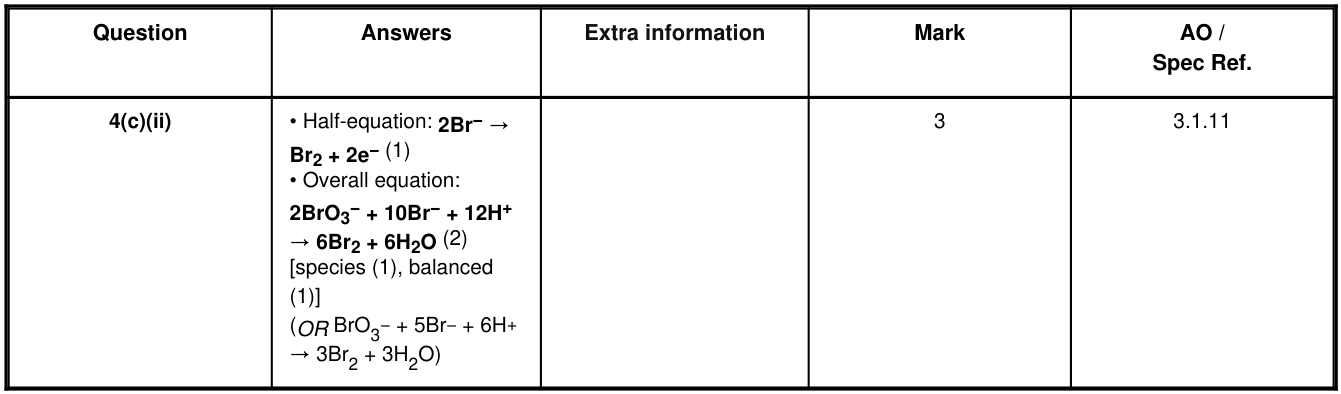 Question Answers Extra information Mark AO /
Spec Ref.
4(c)(ii) • Half-equation: 2Br⁻ → 3 3.1.11
Br₂ + 2e⁻ (1)
• Overall equation:
2BrO₃⁻ + 10Br⁻ + 12H⁺
→ 6Br₂ + 6H₂O (2)
[species (1), balanced
(1)]
(OR BrO₃⁻ + 5Br⁻ + 6H⁺
→ 3Br₂ + 3H₂O)